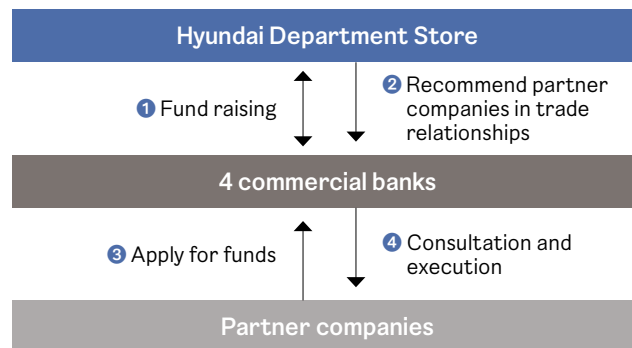 Hyundai Department Store
❶ Fund raising
❷ Recommend partner
companies in trade
relationships
4 commercial banks
❸ Apply for funds
❹ Consultation and
execution
Partner companies